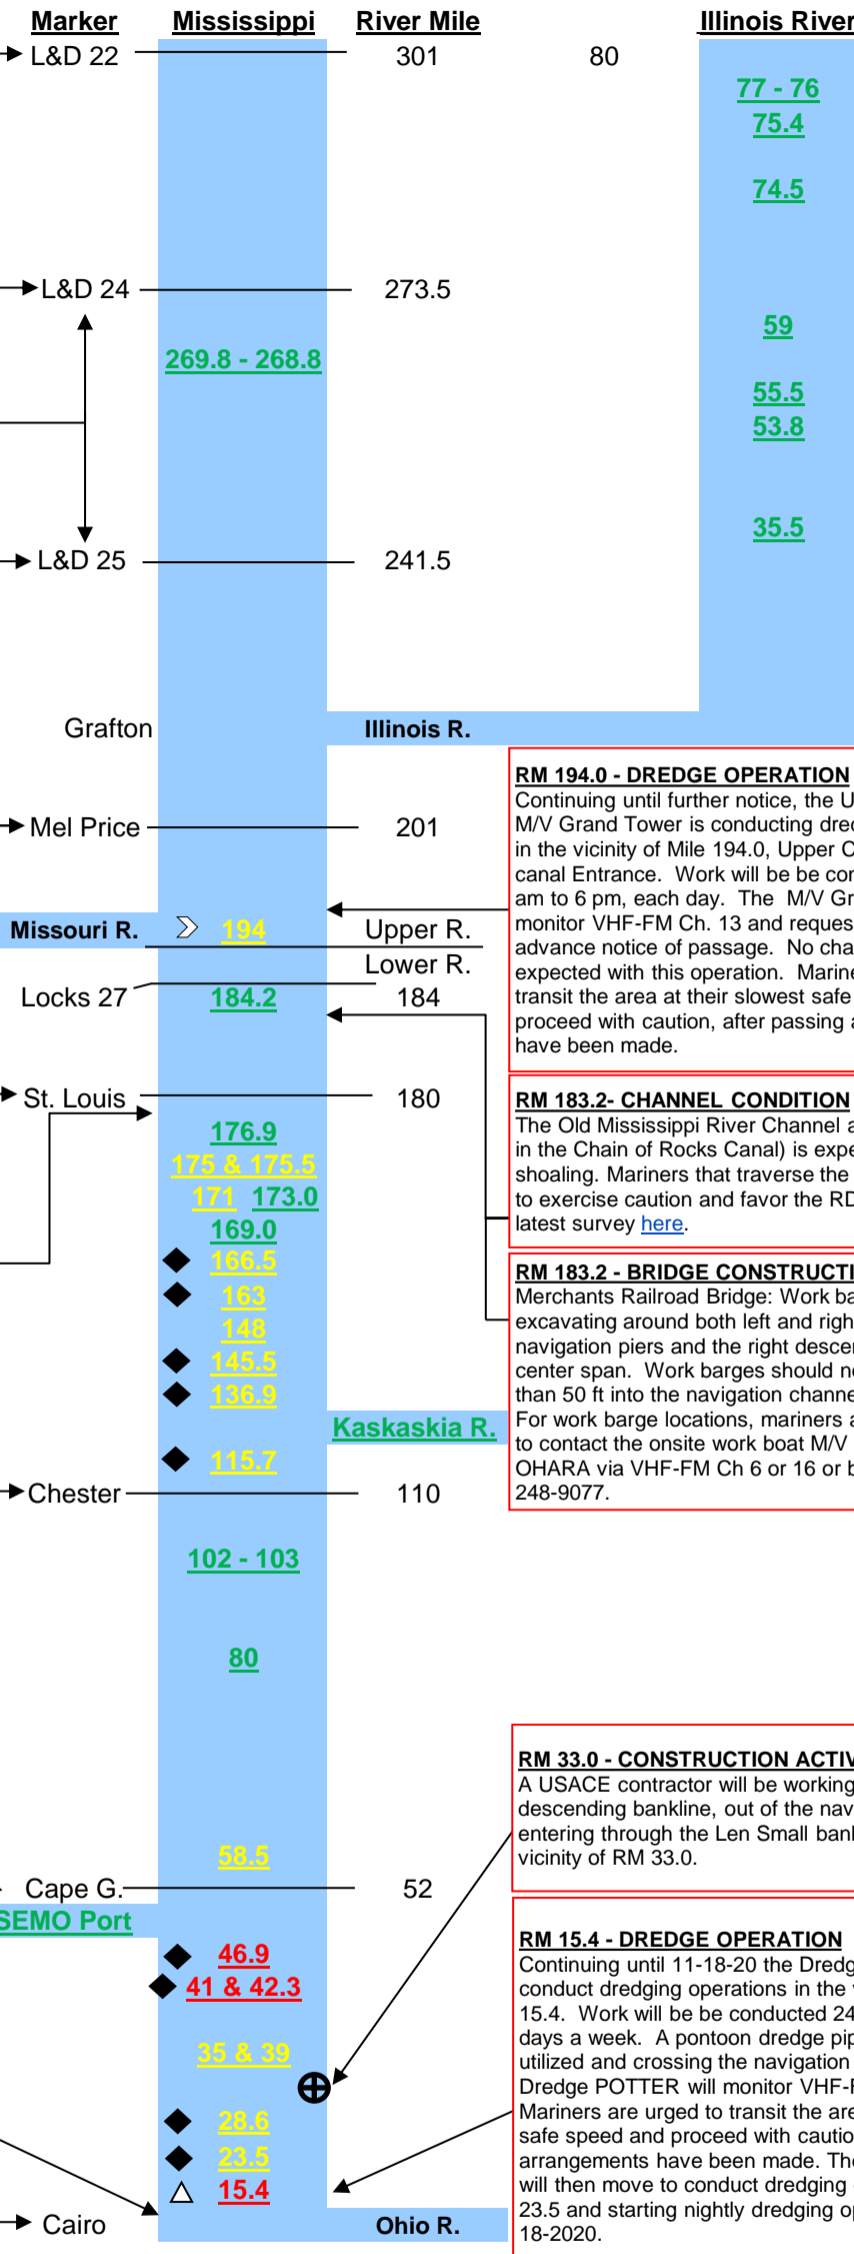 Marker Mississippi River Mile Illinois River
L&D 22 301 80
77 - 76
75.4
74.5
L&D 24 273.5
59
269.8 - 268.8
55.5
53.8
35.5
L&D 25 241.5
Grafton Illinois R.
Mel Price 201
Missouri R. 194 Upper R.
Lower R.
Locks 27 184.2 184
St. Louis 180
176.9
175 & 175.5
171 173.0
169.0
166.5
163
148
145.5
136.9
Kaskaskia R.
115.7
Chester 110
102 - 103
80
58.5
Cape G. 52
SEMO Port
46.9
41 & 42.3
35 & 39
28.6
23.5
15.4
Cairo Ohio R.
RM 194.0 - DREDGE OPERATION
Continuing until further notice, the U
M/V Grand Tower is conducting dred
in the vicinity of Mile 194.0, Upper C
canal Entrance. Work will be be con
am to 6 pm, each day. The M/V Gr
monitor VHF-FM Ch. 13 and reques
advance notice of passage. No cha
expected with this operation. Marine
transit the area at their slowest safe
proceed with caution, after passing a
have been made.
RM 183.2- CHANNEL CONDITION
The Old Mississippi River Channel a
in the Chain of Rocks Canal) is expe
shoaling. Mariners that traverse the
to exercise caution and favor the RD
latest survey here.
RM 183.2 - BRIDGE CONSTRUCTI
Merchants Railroad Bridge: Work ba
excavating around both left and righ
navigation piers and the right descen
center span. Work barges should no
than 50 ft into the navigation channe
For work barge locations, mariners a
to contact the onsite work boat M/V
OHARA via VHF-FM Ch 6 or 16 or b
248-9077.
RM 33.0 - CONSTRUCTION ACTIV
A USACE contractor will be working
descending bankline, out of the nav
entering through the Len Small bank
vicinity of RM 33.0.
RM 15.4 - DREDGE OPERATION
Continuing until 11-18-20 the Dredg
conduct dredging operations in the v
15.4. Work will be be conducted 24
days a week. A pontoon dredge pip
utilized and crossing the navigation
Dredge POTTER will monitor VHF-F
Mariners are urged to transit the are
safe speed and proceed with cautio
arrangements have been made. The
will then move to conduct dredging
23.5 and starting nightly dredging op
18-2020.